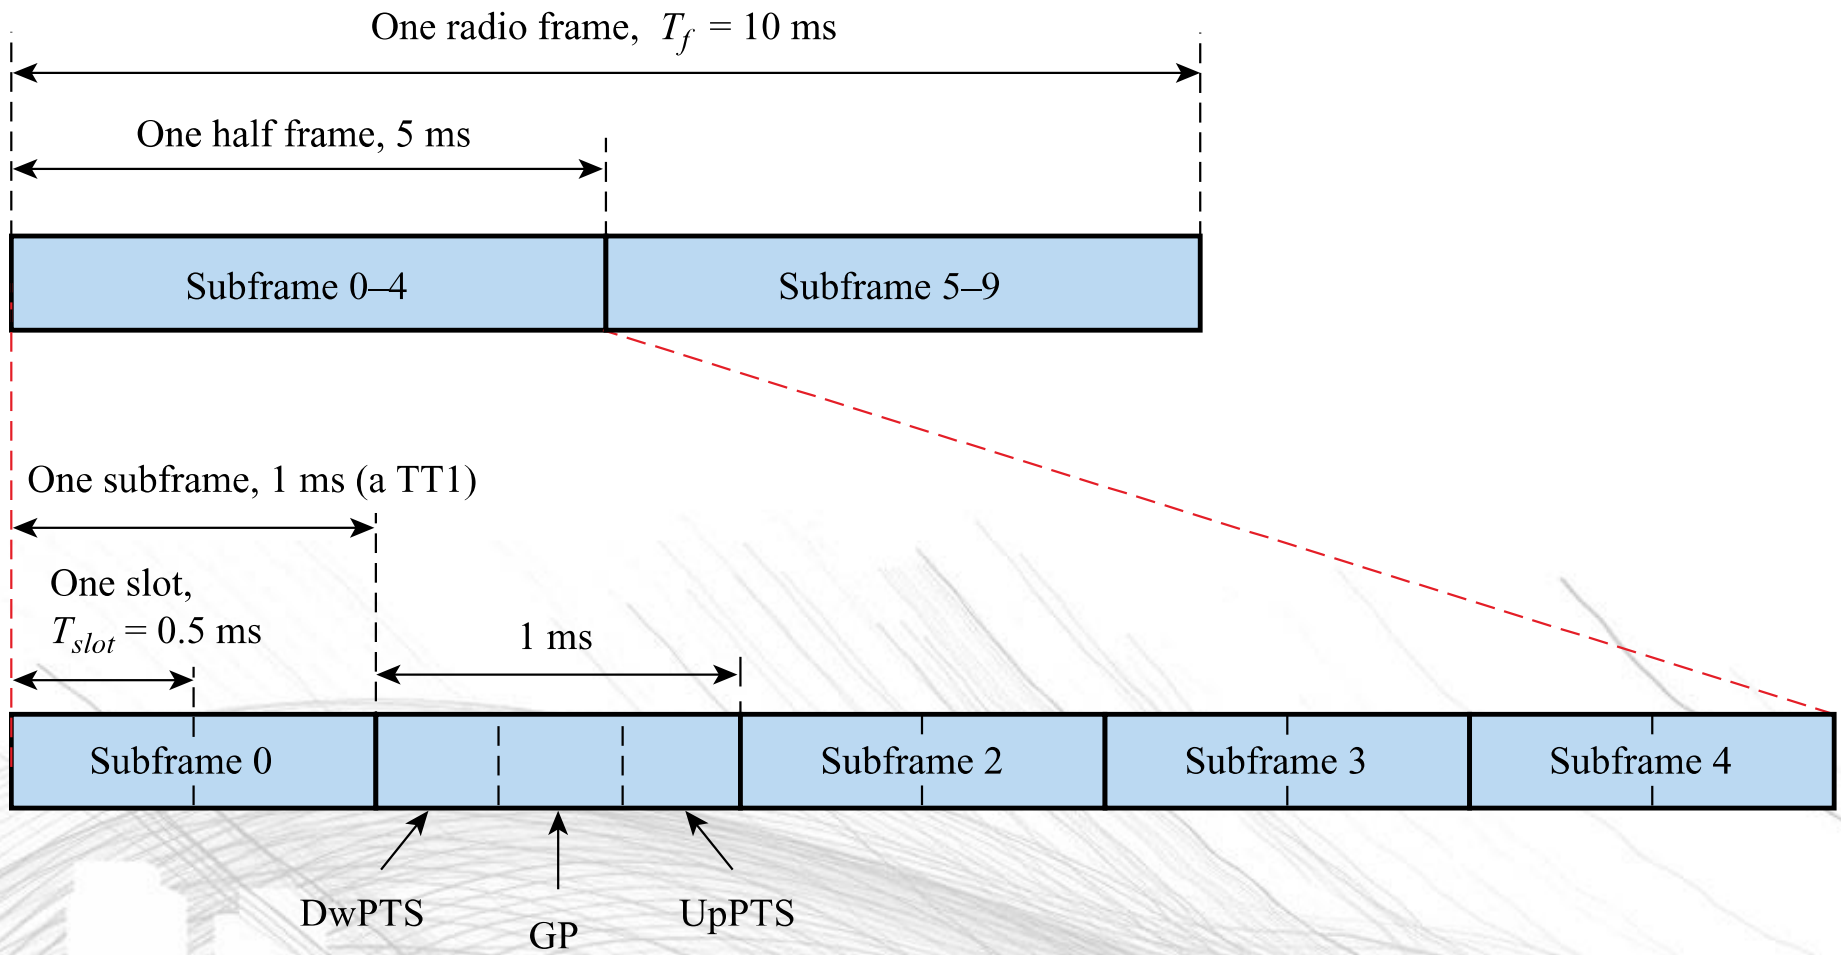 One radio frame, T_f = 10 ms
One half frame, 5 ms
Subframe 0–4
Subframe 5–9
One subframe, 1 ms (a TT1)
One slot,
T_slot = 0.5 ms
1 ms
Subframe 0
Subframe 2
Subframe 3
Subframe 4
DwPTS
GP
UpPTS